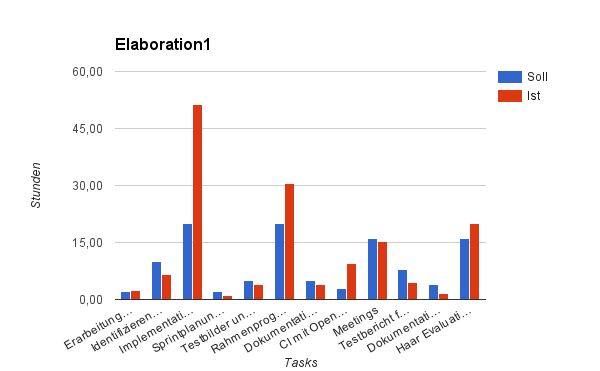 Elaboration1
60,00
45,00
30,00
15,00
0,00
Stunden
Soll
Ist
Erarbeitung...
Identifizieren...
Implementati...
Sprintplanun...
Testbilder un...
Rahmenprog...
Dokumentati...
CI mit Open...
Meetings
Testbericht f...
Dokumentati...
Haar Evaluati...
Tasks